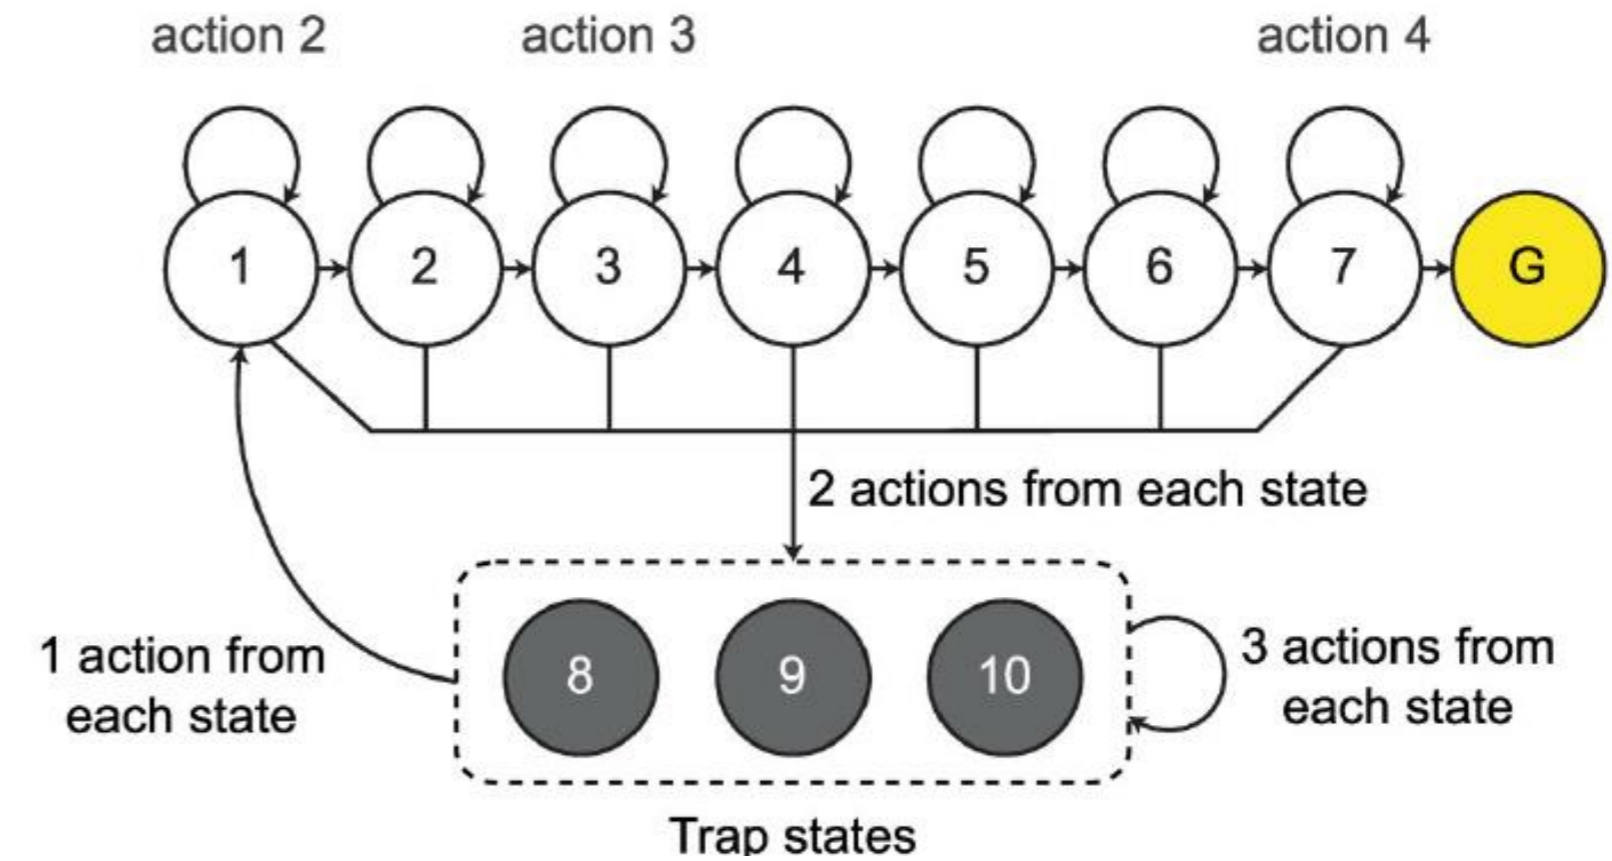 action 2 action 3 action 4
1 2 3 4 5 6 7 G
2 actions from each state
1 action from
each state
8 9 10
3 actions from
each state
Trap states